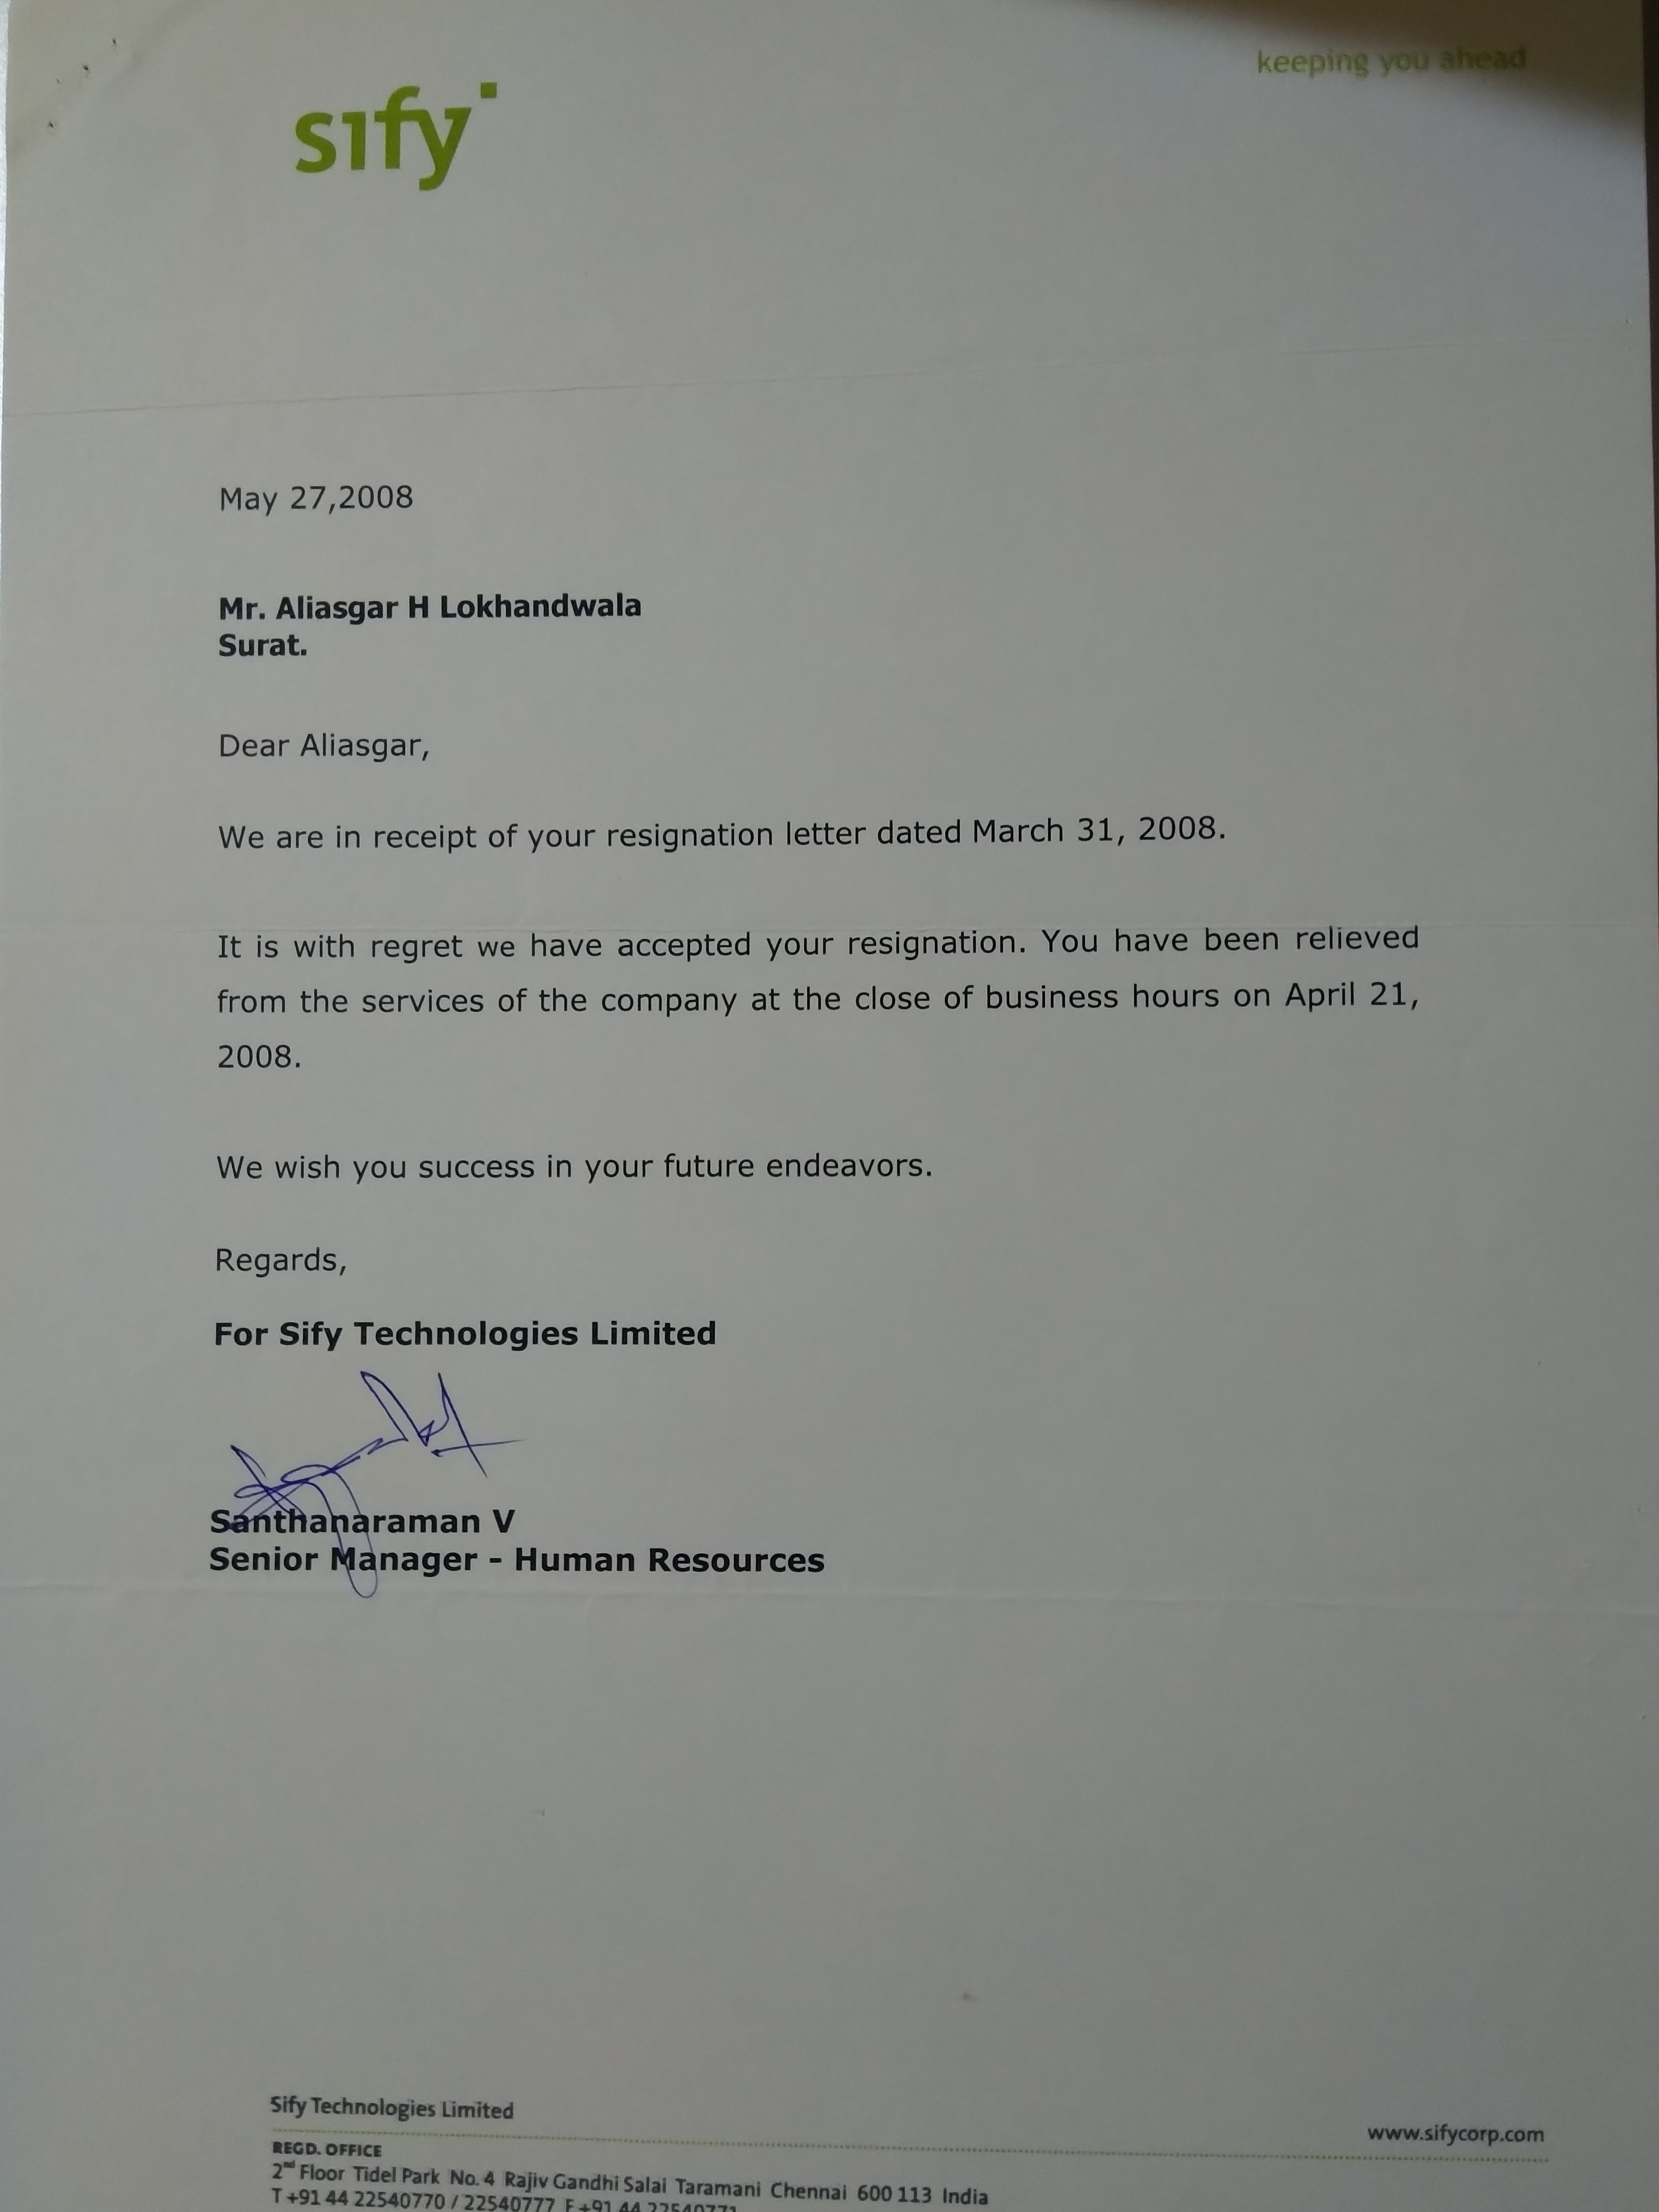 keeping you ahead
sify
May 27,2008
Mr. Aliasgar H Lokhandwala
Surat.
Dear Aliasgar,
We are in receipt of your resignation letter dated March 31, 2008.
It is with regret we have accepted your resignation. You have been relieved
from the services of the company at the close of business hours on April 21,
2008.
We wish you success in your future endeavors.
Regards,
For Sify Technologies Limited
Santhanaraman V
Senior Manager - Human Resources
Sify Technologies Limited
www.sifycorp.com
REGD. OFFICE
2nd Floor Tidel Park No. 4 Rajiv Gandhi Salai Taramani Chennai 600 113 India
T +91 44 22540770 / 22540777 F +91 44 22540771